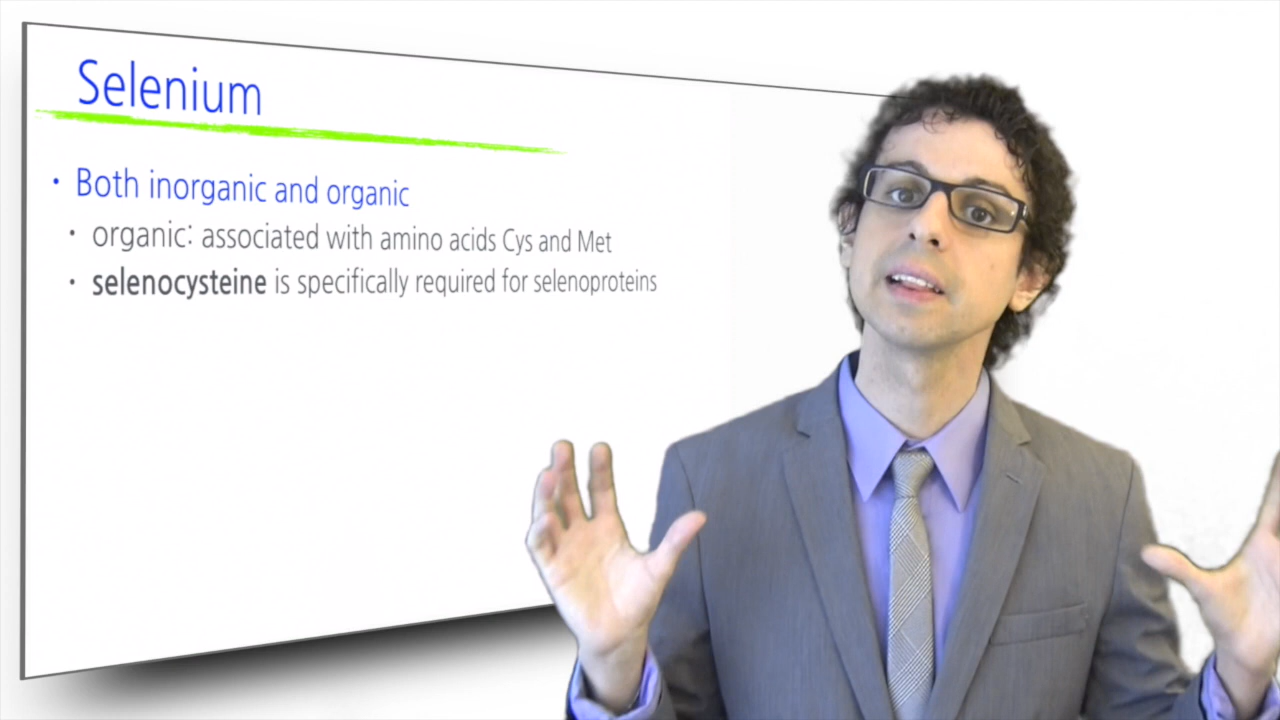 Selenium
• Both inorganic and organic
• organic: associated with amino acids Cys and Met
• selenocysteine is specifically required for selenoproteins